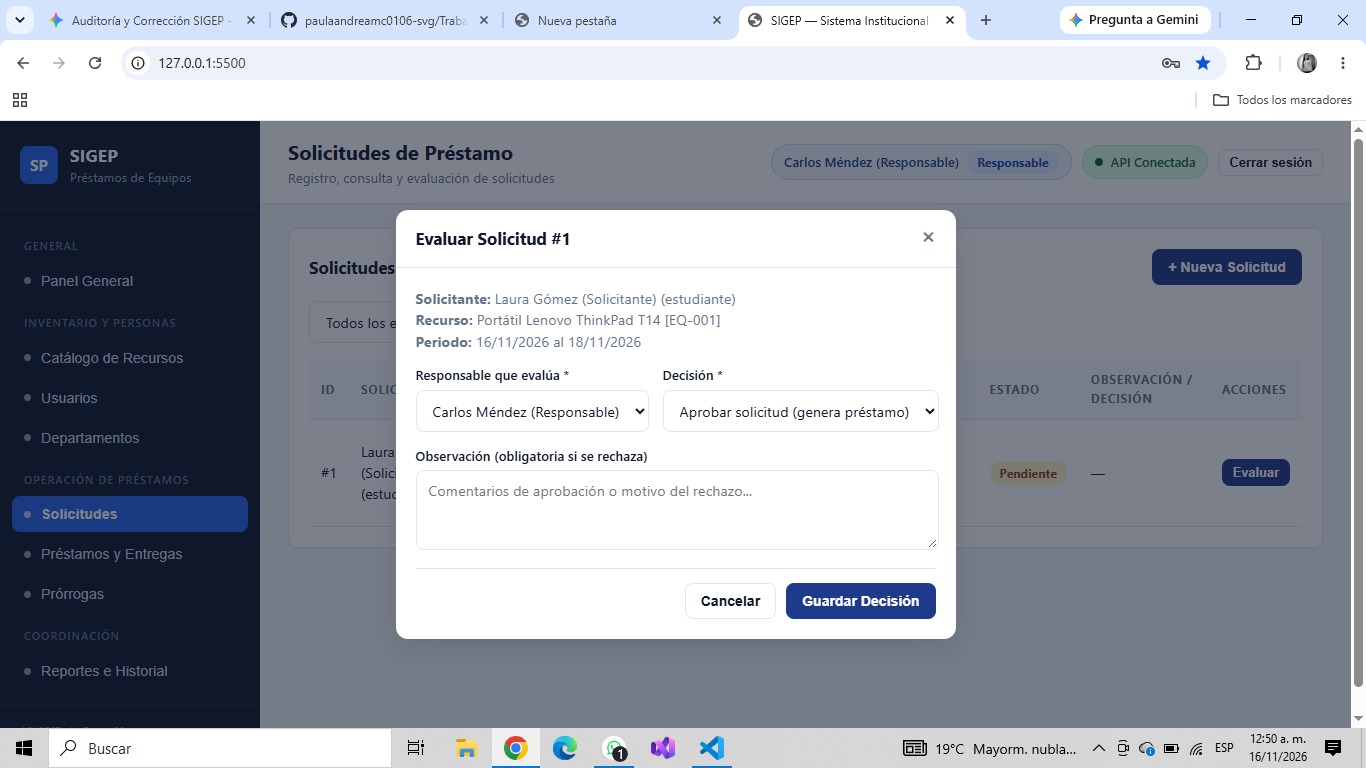 Auditoría y Corrección SIGEP -
paulaandreamc0106-svg/Traba
Nueva pestaña
SIGEP — Sistema Institucional
Pregunta a Gemini
127.0.0.1:5500
Todos los marcadores
SP
SIGEP
Préstamos de Equipos
Solicitudes de Préstamo
Registro, consulta y evaluación de solicitudes
Carlos Méndez (Responsable)
Responsable
API Conectada
Cerrar sesión
GENERAL
Panel General
INVENTARIO Y PERSONAS
Catálogo de Recursos
Usuarios
Departamentos
OPERACIÓN DE PRÉSTAMOS
Solicitudes
Préstamos y Entregas
Prórrogas
COORDINACIÓN
Reportes e Historial
Solicitudes
+ Nueva Solicitud
Todos los e
ID
SOLIC
ESTADO
OBSERVACIÓN /
DECISIÓN
ACCIONES
#1
Laura
(Solici
(estuc
Pendiente
—
Evaluar
Evaluar Solicitud #1
Solicitante: Laura Gómez (Solicitante) (estudiante)
Recurso: Portátil Lenovo ThinkPad T14 [EQ-001]
Periodo: 16/11/2026 al 18/11/2026
Responsable que evalúa *
Decisión *
Carlos Méndez (Responsable)
Aprobar solicitud (genera préstamo)
Observación (obligatoria si se rechaza)
Comentarios de aprobación o motivo del rechazo...
Cancelar
Guardar Decisión
Buscar
1
19°C Mayorm. nubla...
ESP
12:50 a. m.
16/11/2026